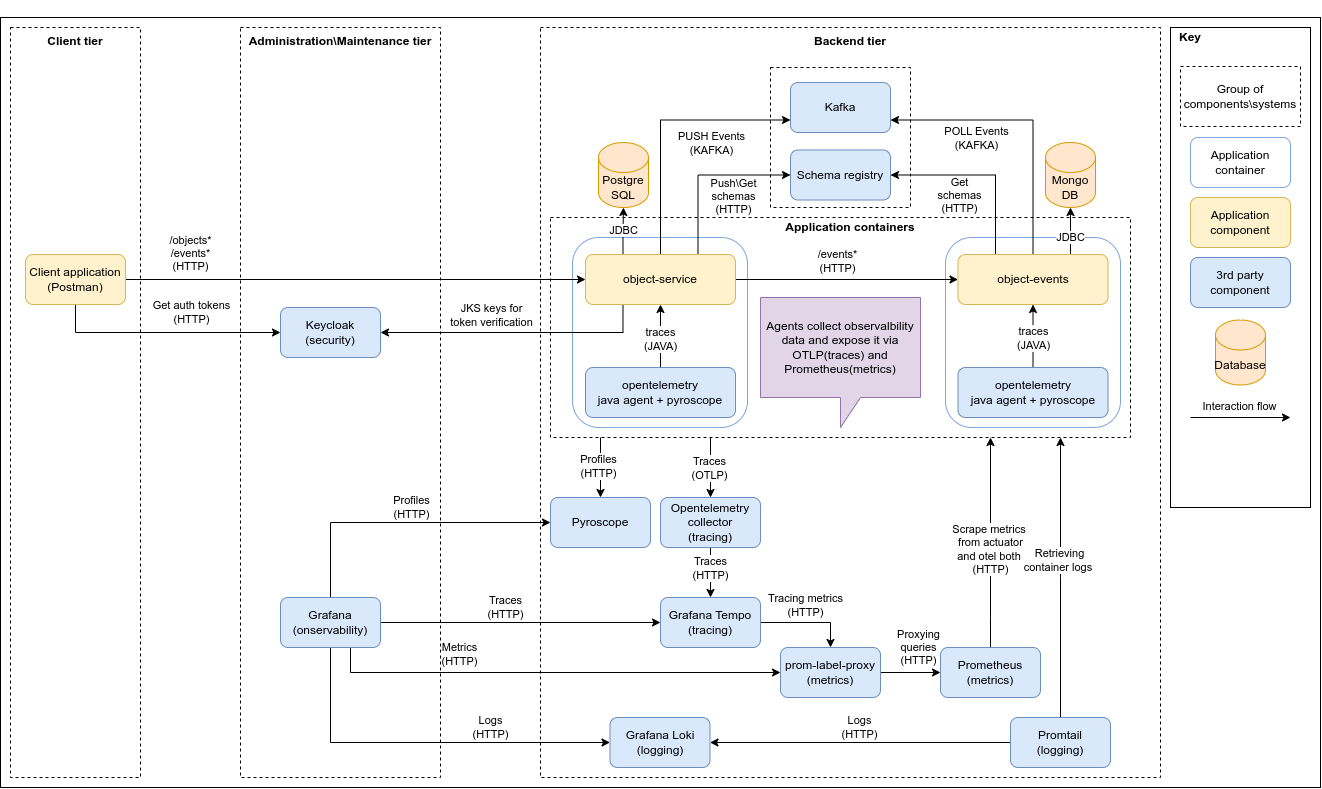 Client tier
Administration\Maintenance tier
Backend tier
Key
Group of
components\systems
Application
container
Application
component
3rd party
component
Database
Interaction flow
Kafka
Schema registry
PUSH Events
(KAFKA)
POLL Events
(KAFKA)
Push\Get
schemas
(HTTP)
Get
schemas
(HTTP)
Postgre
SQL
Mongo
DB
JDBC
JDBC
Application containers
Client application
(Postman)
/objects*
/events*
(HTTP)
object-service
/events*
(HTTP)
object-events
Get auth tokens
(HTTP)
Keycloak
(security)
JKS keys for
token verification
traces
(JAVA)
traces
(JAVA)
Agents collect observalbility
data and expose it via
OTLP(traces) and
Prometheus(metrics)
opentelemetry
java agent + pyroscope
opentelemetry
java agent + pyroscope
Profiles
(HTTP)
Traces
(OTLP)
Profiles
(HTTP)
Pyroscope
Opentelemetry
collector
(tracing)
Scrape metrics
from actuator
and otel both
(HTTP)
Retrieving
container logs
Traces
(HTTP)
Grafana
(onservability)
Traces
(HTTP)
Grafana Tempo
(tracing)
Tracing metrics
(HTTP)
Metrics
(HTTP)
prom-label-proxy
(metrics)
Proxying
queries
(HTTP)
Prometheus
(metrics)
Logs
(HTTP)
Grafana Loki
(logging)
Logs
(HTTP)
Promtail
(logging)